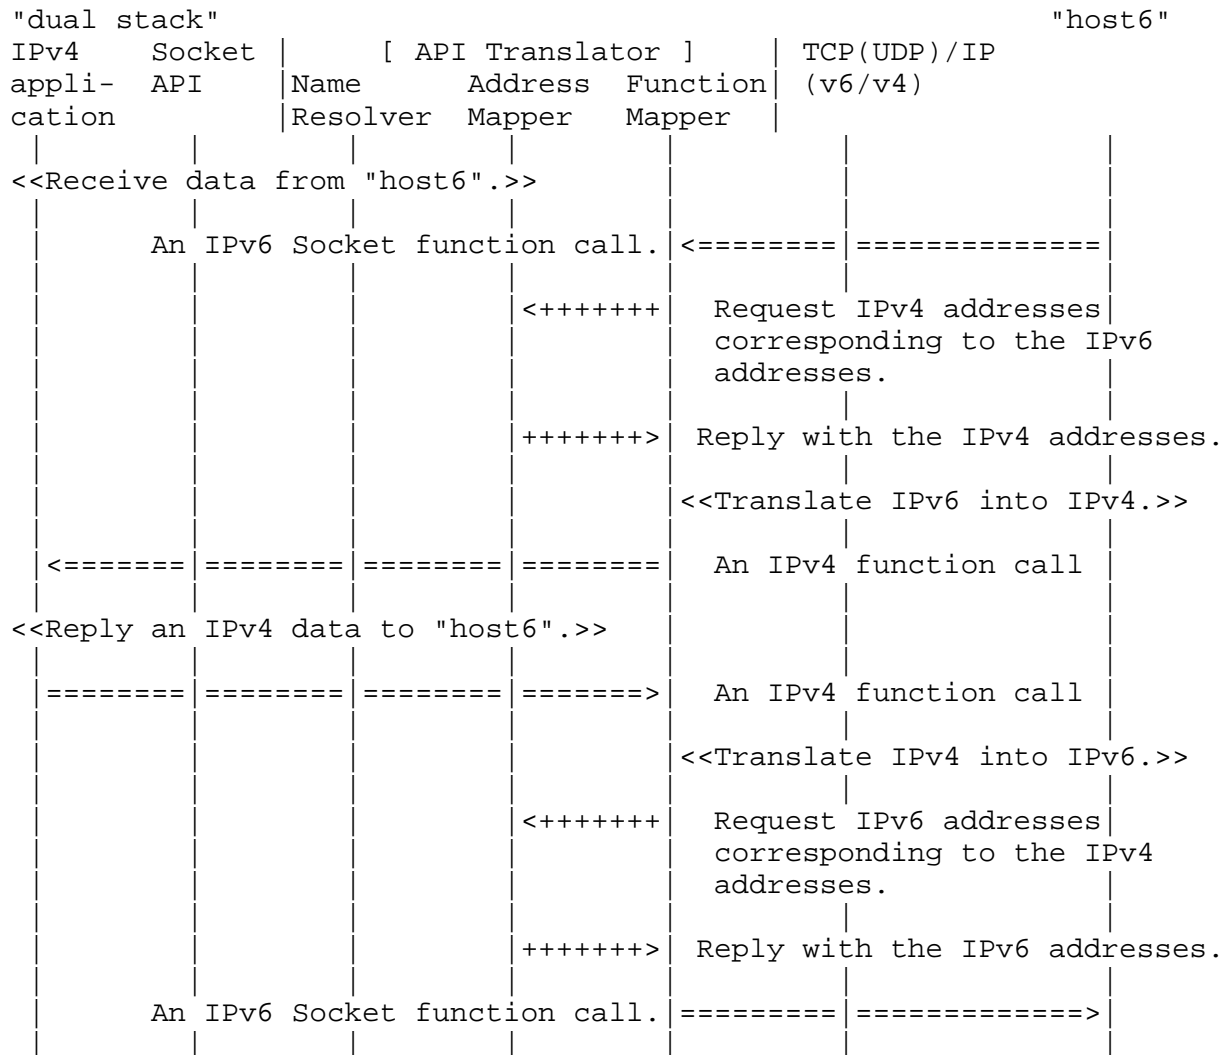 "dual stack" "host6"
IPv4 Socket | [ API Translator ] | TCP(UDP)/IP
appli- API |Name Address Function| (v6/v4)
cation |Resolver Mapper Mapper |
<<Receive data from "host6".>>
An IPv6 Socket function call.|<========|==============|
|<+++++++| Request IPv4 addresses|
corresponding to the IPv6
addresses.
|+++++++>| Reply with the IPv4 addresses.
|<<Translate IPv6 into IPv4.>>
|<=======|========|========|========| An IPv4 function call |
<<Reply an IPv4 data to "host6".>>
|========|========|========|=======>| An IPv4 function call |
|<<Translate IPv4 into IPv6.>>
|<+++++++| Request IPv6 addresses|
corresponding to the IPv4
addresses.
|+++++++>| Reply with the IPv6 addresses.
An IPv6 Socket function call.|=========|=============>|